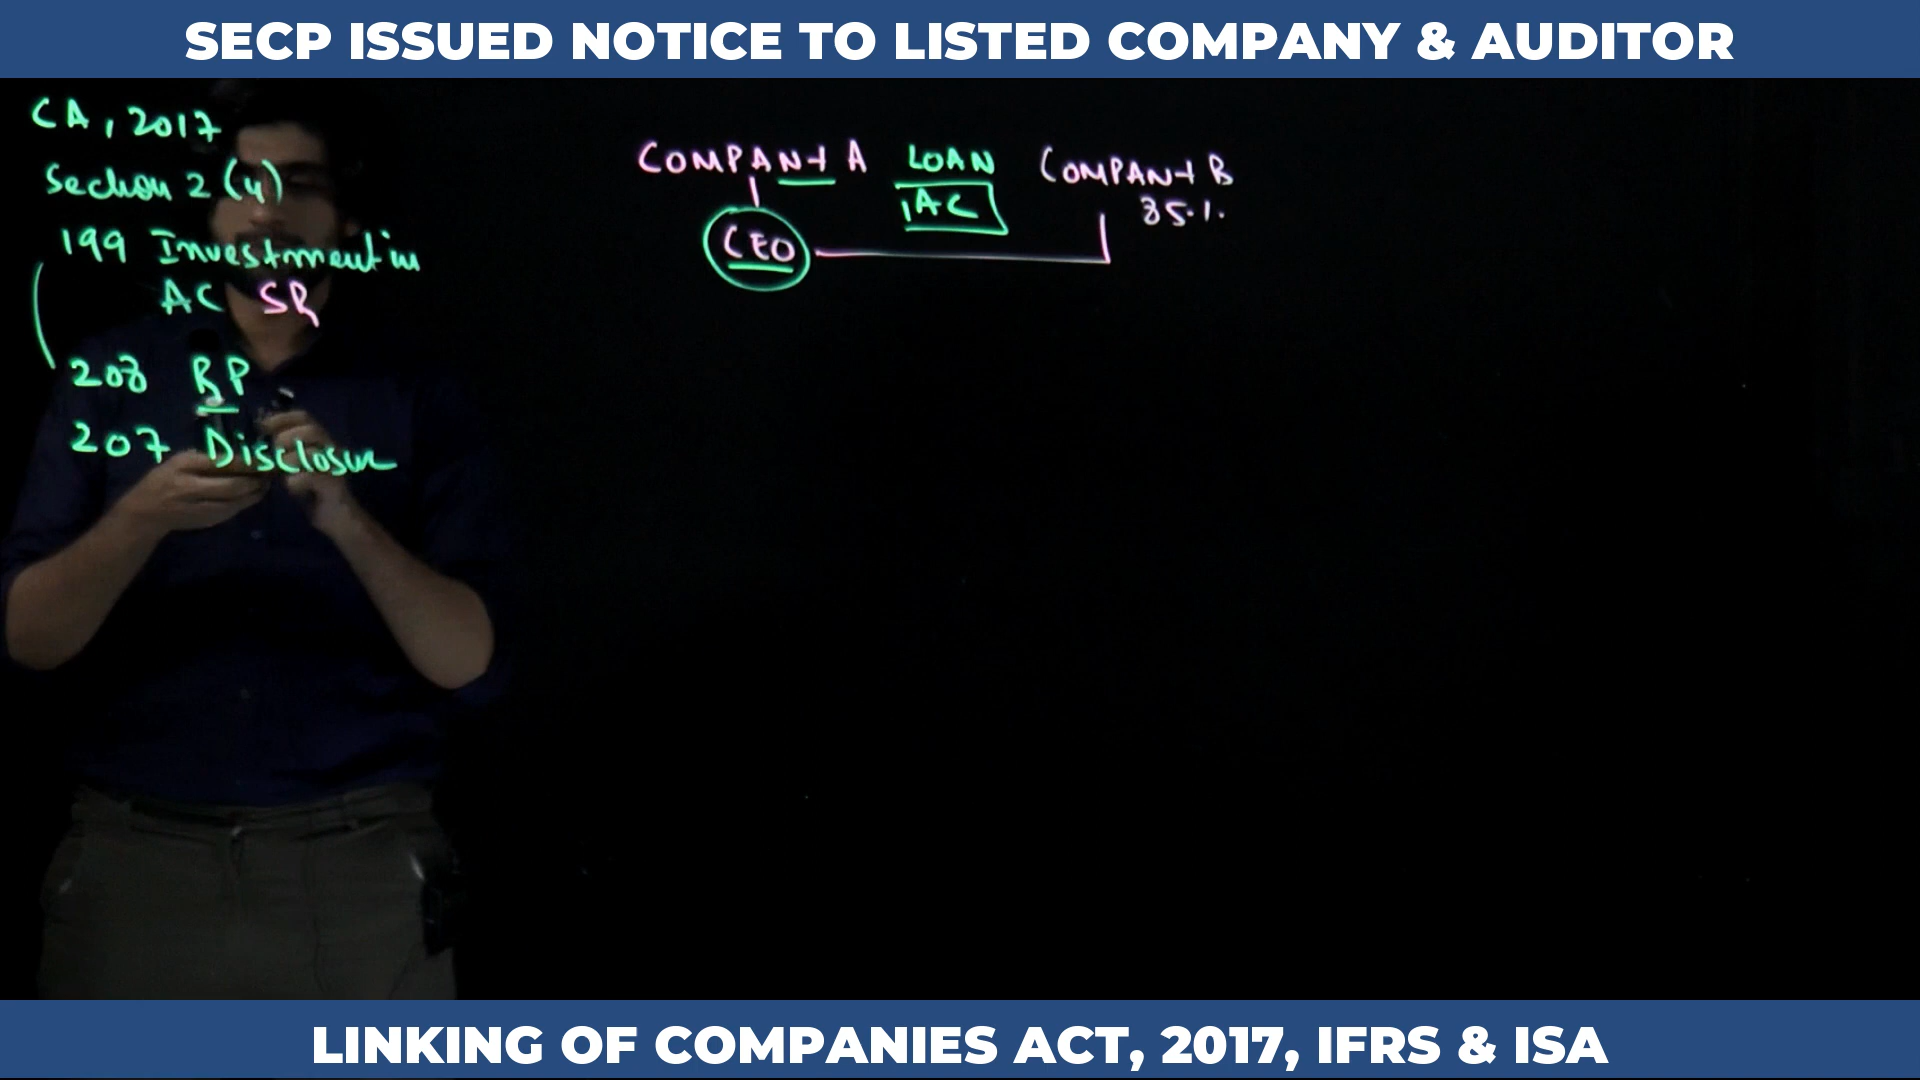 SECP ISSUED NOTICE TO LISTED COMPANY & AUDITOR
CA, 2017
Section 2 (4)
199 Investment in
AC SR
208 RP
207 Disclosure
COMPANY A LOAN COMPANY B
AC 85%
CEO
LINKING OF COMPANIES ACT, 2017, IFRS & ISA